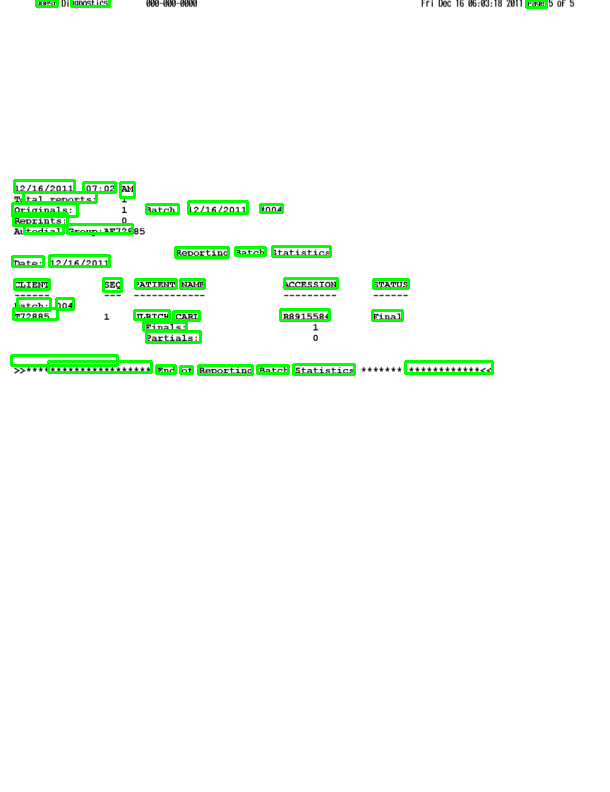 Quest Diagnostics 000-000-0000 Fri Dec 16 06:03:18 2011 Page 5 of 5
12/16/2011 07:02 AM
Total reports: 1
Originals: 1 Batch 12/16/2011 #004
Reprints: 0
Autodial Group:AF72885
Reporting Batch Statistics
Date: 12/16/2011
CLIENT SEQ PATIENT NAME ACCESSION STATUS
------ --- ------------ --------- ------
Batch: 004
T72885 1 ULRICH CARL R8915584 Final
Finals: 1
Partials: 0
>>********************** End of Reporting Batch Statistics ********************<<